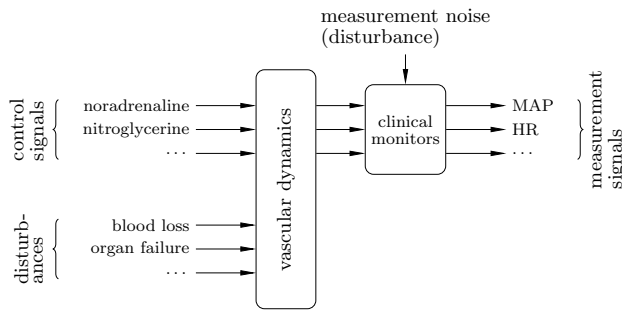 measurement noise
(disturbance)
control
signals
noradrenaline
nitroglycerine
...
disturb-
ances
blood loss
organ failure
...
vascular dynamics
clinical
monitors
MAP
HR
...
measurement
signals